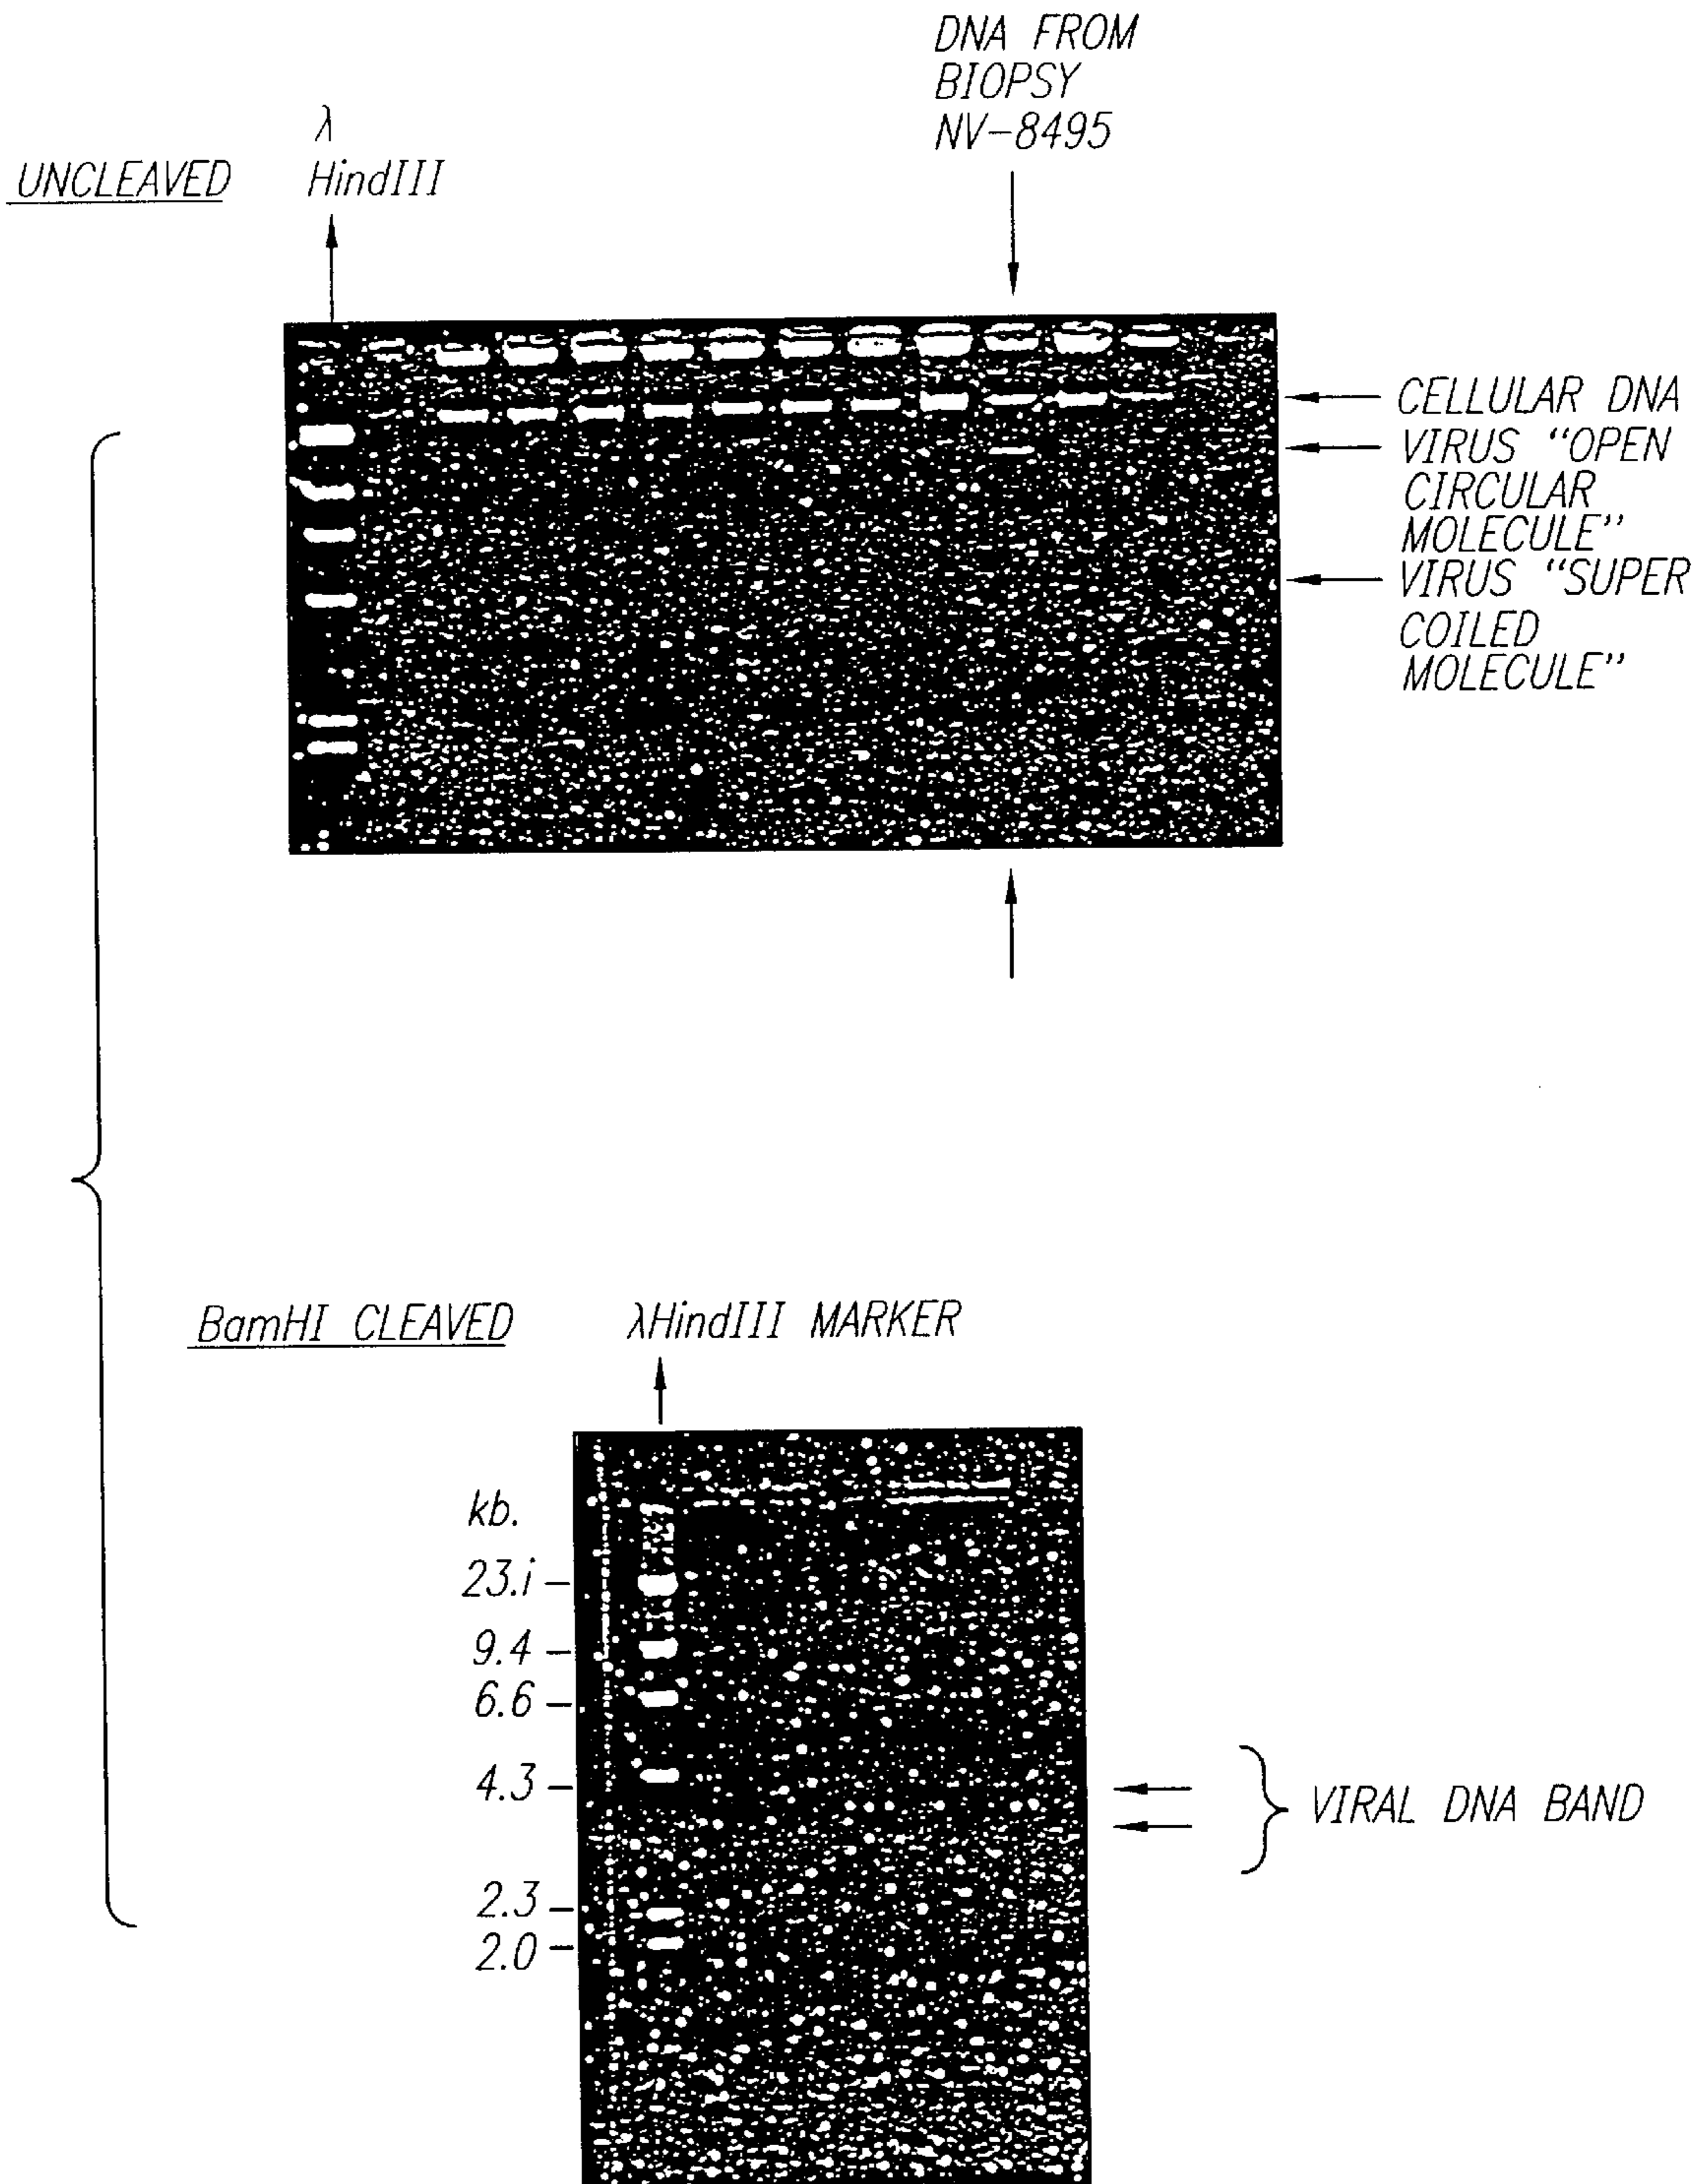 DNA FROM
BIOPSY
NV-8495
λ
UNCLEAVED HindIII
CELLULAR DNA
VIRUS “OPEN
CIRCULAR
MOLECULE”
VIRUS “SUPER
COILED
MOLECULE”
BamHI CLEAVED λHindIII MARKER
kb.
23.i
9.4
6.6
4.3
VIRAL DNA BAND
2.3
2.0